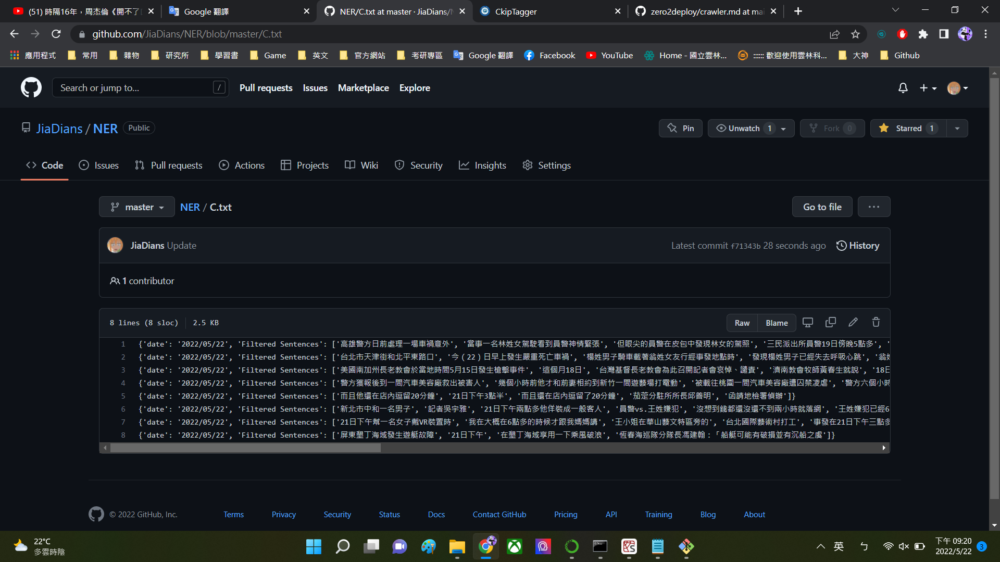 (51) 時隔16年，周杰倫《開不了
Google 翻譯
NER/C.txt at master · JiaDians/N
CkipTagger
zero2deploy/crawler.md at mai
github.com/JiaDians/NER/blob/master/C.txt
應用程式
常用
雜物
研究所
學習書
Game
英文
官方網站
考研專區
Google 翻譯
Facebook
YouTube
Home - 國立雲林...
:::::: 歡迎使用雲林科...
大神
Github
Search or jump to...
/
Pull requests
Issues
Marketplace
Explore
JiaDians / NER
Public
Pin
Unwatch 1
Fork 0
Starred 1
Code
Issues
Pull requests
Actions
Projects
Wiki
Security
Insights
Settings
master
NER / C.txt
Go to file
...
JiaDians Update
Latest commit f71343b 28 seconds ago
History
1 contributor
8 lines (8 sloc)
2.5 KB
Raw
Blame
1 {'date': '2022/05/22', 'Filtered Sentences': ['高雄警方日前處理一場車禍意外', '當事一名林姓女駕駛看到員警神情緊張', '但眼尖的員警在皮包中發現林女的駕照', '三民派出所員警19日傍晚5點多', '
2 {'date': '2022/05/22', 'Filtered Sentences': ['台北市天津街和北平東路口', '今（22）日早上發生嚴重死亡車禍', '楊姓男子騎車載著翁姓女友行經事發地點時', '發現楊姓男子已經失去呼吸心跳', '翁姓
3 {'date': '2022/05/22', 'Filtered Sentences': ['美國南加州長老教會於當地時間5月15日發生槍擊事件', '這個月18日', '台灣基督長老教會為此召開記者會哀悼、譴責', '濟南教會牧師黃春生就說', '18日
4 {'date': '2022/05/22', 'Filtered Sentences': ['警方獲報後到一間汽車美容廠救出被害人', '幾個小時前他才和前妻相約到新竹一間遊藝場打電動', '被載往桃園一間汽車美容廠遭囚禁凌虐', '警方六個小時
5 {'date': '2022/05/22', 'Filtered Sentences': ['而且他還在店內逗留20分鐘', '21日下午3點半', '而且還在店內逗留了20分鐘', '茄萣分駐所所長邱善明', '函請地檢署偵辦']}
6 {'date': '2022/05/22', 'Filtered Sentences': ['新北市中和一名男子', '記者吳宇雅', '21日下午兩點多他佯裝成一般客人', '員警vs.王姓嫌犯', '沒想到錢都還沒還不到兩小時就落網', '王姓嫌犯已經6
7 {'date': '2022/05/22', 'Filtered Sentences': ['21日下午幫一名女子戴VR裝置時', '我在大概在6點多的時候才跟我媽媽講', '王小姐在華山藝文特區旁的', '台北國際藝術村打工', '事發在21日下午三點多
8 {'date': '2022/05/22', 'Filtered Sentences': ['屏東墾丁海域發生遊艇故障', '21日下午', '在墾丁海域享用一下乘風破浪', '恆春海巡隊分隊長馮建翰：「船艇可能有破損並有沉船之虞']}
© 2022 GitHub, Inc.
Terms
Privacy
Security
Status
Docs
Contact GitHub
Pricing
API
Training
Blog
About
22°C
多雲時陰
英
ㄅ
下午 09:20
2022/5/22
3